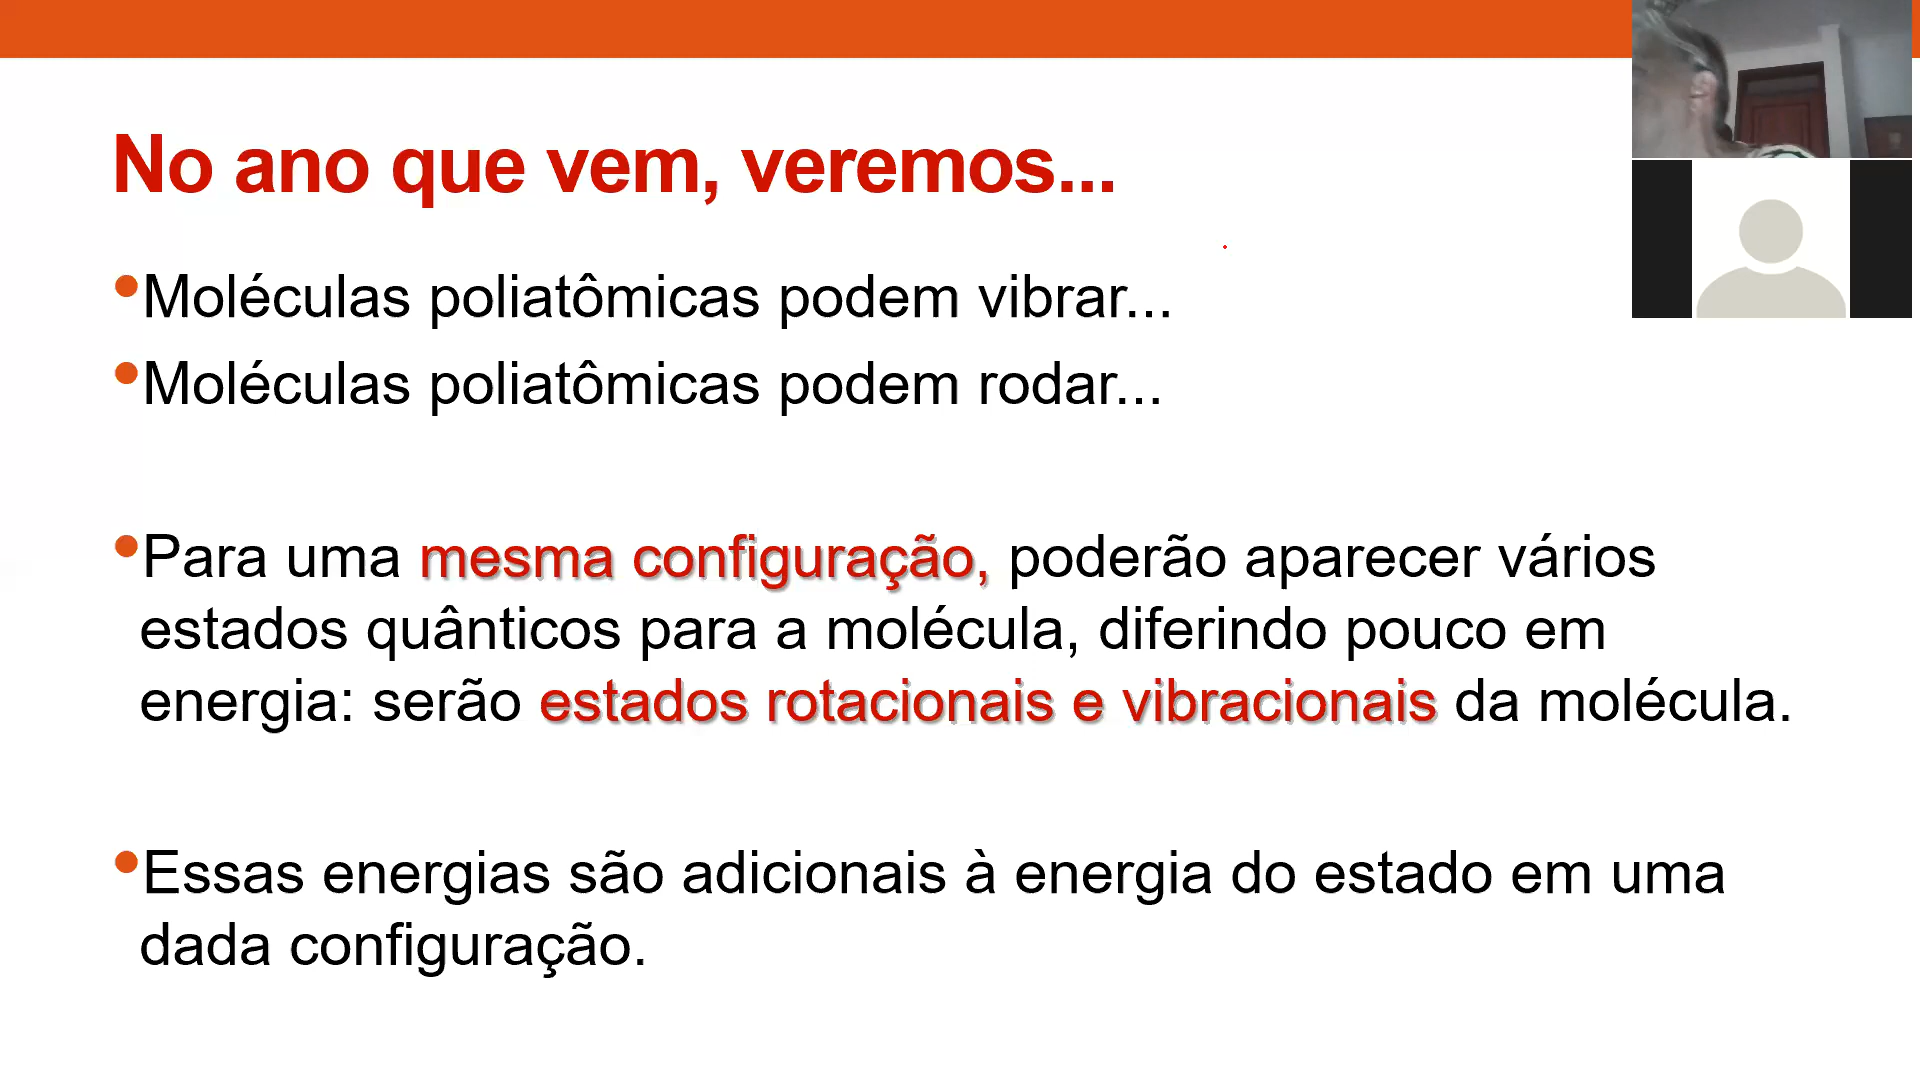 No ano que vem, veremos...
•Moléculas poliatômicas podem vibrar...
•Moléculas poliatômicas podem rodar...
•Para uma mesma configuração, poderão aparecer vários
estados quânticos para a molécula, diferindo pouco em
energia: serão estados rotacionais e vibracionais da molécula.
•Essas energias são adicionais à energia do estado em uma
dada configuração.